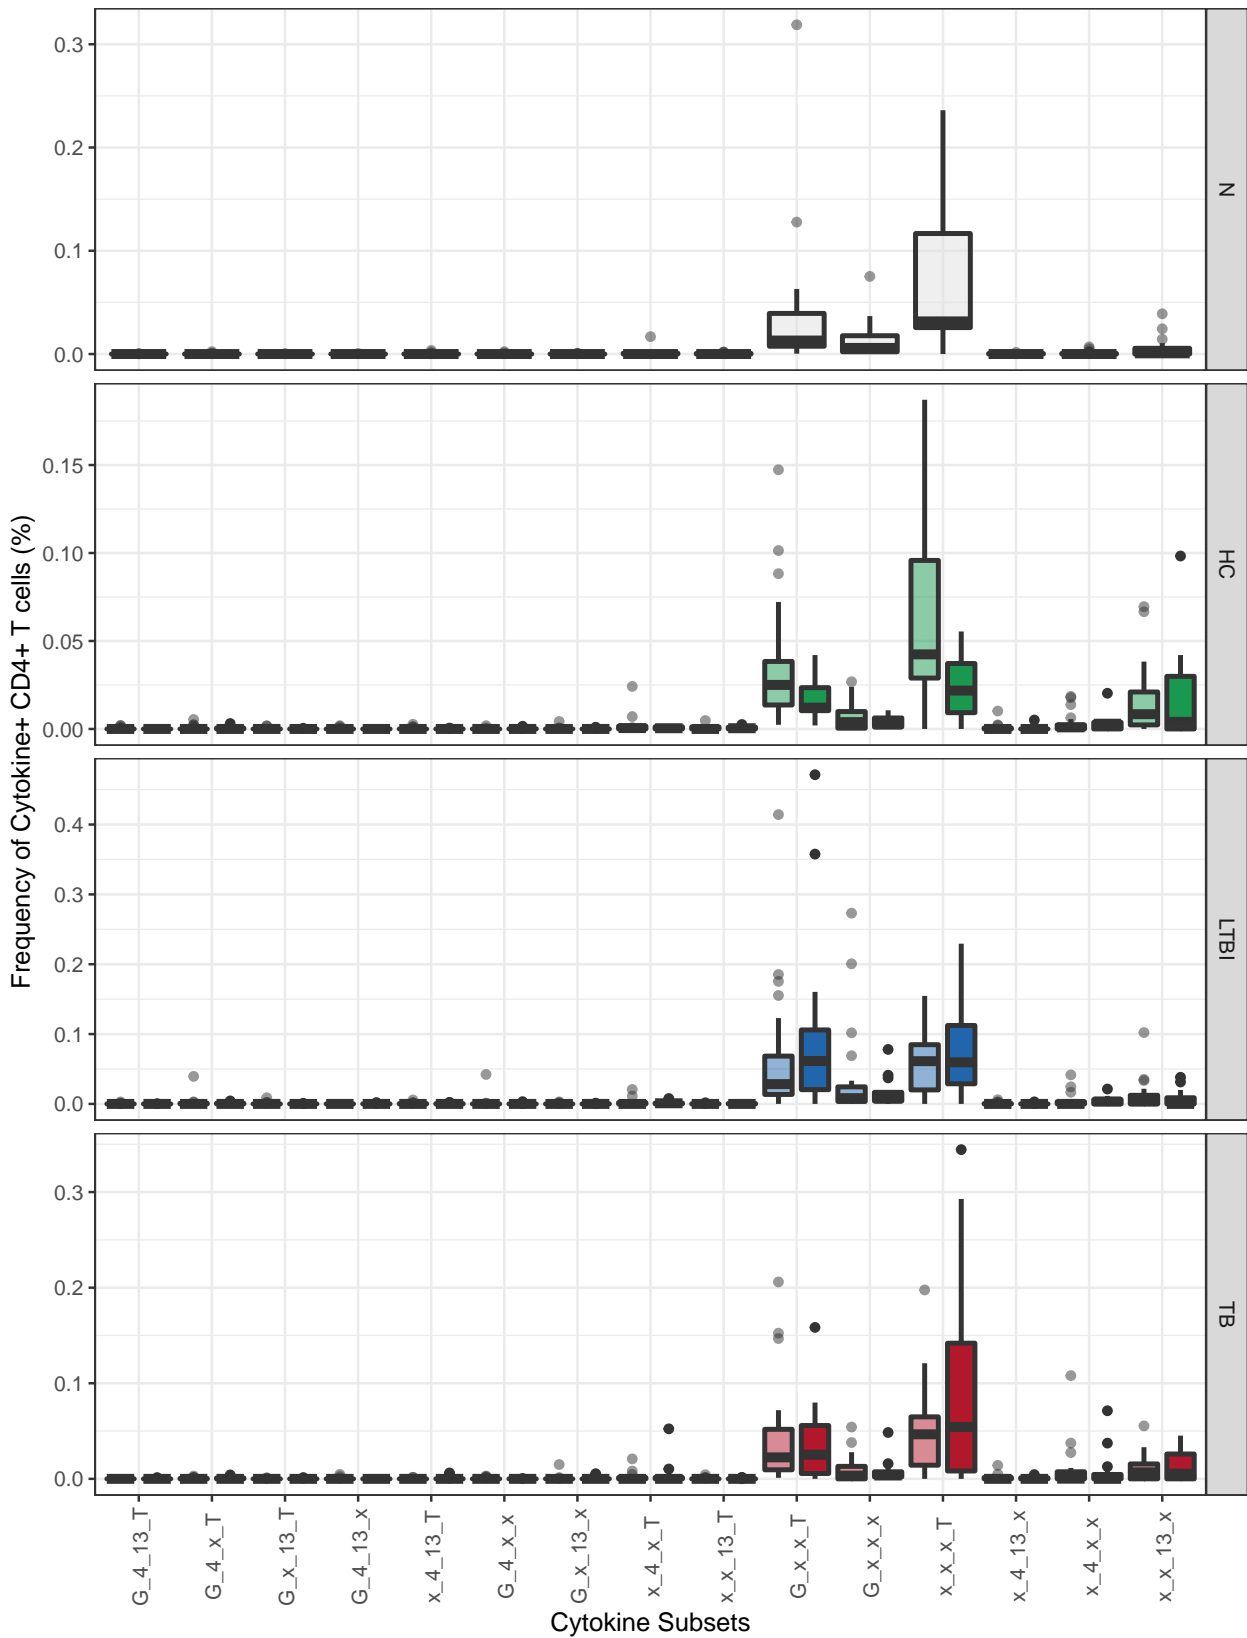 Frequency of Cytokine+ CD4+ T cells (%)
0.3
0.2
0.1
0.0
N
0.15
0.10
0.05
0.00
HC
0.4
0.3
0.2
0.1
0.0
LTBI
0.3
0.2
0.1
0.0
TB
G_4_13_T
G_4_x_T
G_x_13_T
G_4_13_x
x_4_13_T
G_4_x_x
G_x_13_x
x_4_x_T
x_x_13_T
G_x_x_T
G_x_x_x
x_x_x_T
x_4_13_x
x_4_x_x
x_x_13_x
Cytokine Subsets